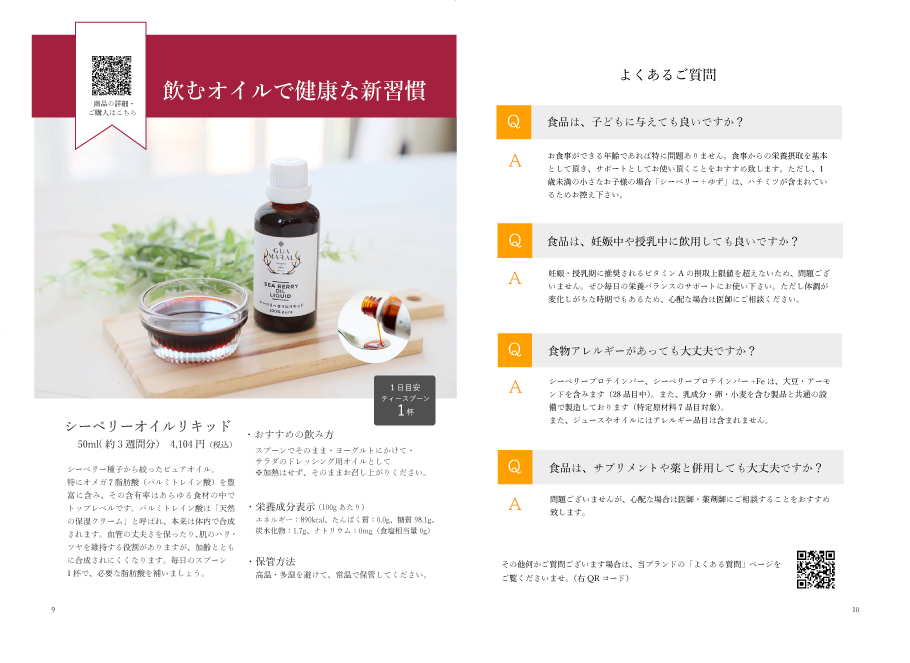 商品の詳細・
ご購入はこちら
飲むオイルで健康な新習慣
GUA
MARAL
SEA BERRY
OIL
LIQUID
シーベリーオイルリキッド
100% pure
1日目安
ティースプーン
1杯
シーベリーオイルリキッド
50ml(約3週間分) 4,104円(税込)
シーベリー種子から絞ったピュアオイル。
特にオメガ7脂肪酸（パルミトレイン酸）を豊
富に含み、その含有率はあらゆる食材の中で
トップレベルです。パルミトレイン酸は「天然
の保湿クリーム」と呼ばれ、本来は体内で合成
されます。血管の丈夫さを保ったり、肌のハリ・
ツヤを維持する役割がありますが、加齢ととも
に合成されにくくなります。毎日のスプーン
1杯で、必要な脂肪酸を補いましょう。
・おすすめの飲み方
スプーンでそのまま・ヨーグルトにかけて・
サラダのドレッシング用オイルとして
※加熱はせず、そのままお召し上がりください。
・栄養成分表示（100gあたり）
エネルギー：890kcal、たんぱく質：0.0g、糖質98.1g、
炭水化物：1.7g、ナトリウム：0mg（食塩相当量0g）
・保管方法
高温・多湿を避けて、常温で保管してください。
9
よくあるご質問
Q 食品は、子どもに与えても良いですか？
A お食事ができる年齢であれば特に問題ありません。食事からの栄養摂取を基本
として頂き、サポートとしてお使い頂くことをおすすめ致します。ただし、1
歳未満の小さなお子様の場合「シーベリー＋ゆず」は、ハチミツが含まれてい
るためお控え下さい。
Q 食品は、妊娠中や授乳中に飲用しても良いですか？
A 妊娠・授乳期に推奨されるビタミンAの摂取上限値を超えないため、問題ござ
いません。ぜひ毎日の栄養バランスのサポートにお使い下さい。ただし体調が
変化しがちな時期でもあるため、心配な場合は医師にご相談ください。
Q 食物アレルギーがあっても大丈夫ですか？
A シーベリープロテインバー、シーベリープロテインバー+Feは、大豆・アーモ
ンドを含みます（28品目中）。また、乳成分・卵・小麦を含む製品と共通の設
備で製造しております（特定原材料7品目対象）。
また、ジュースやオイルにはアレルギー品目は含まれません。
Q 食品は、サプリメントや薬と併用しても大丈夫ですか？
A 問題ございませんが、心配な場合は医師・薬剤師にご相談することをおすすめ
致します。
その他何かご質問ございます場合は、当ブランドの「よくある質問」ページを
ご覧くださいませ。（右QRコード）
10